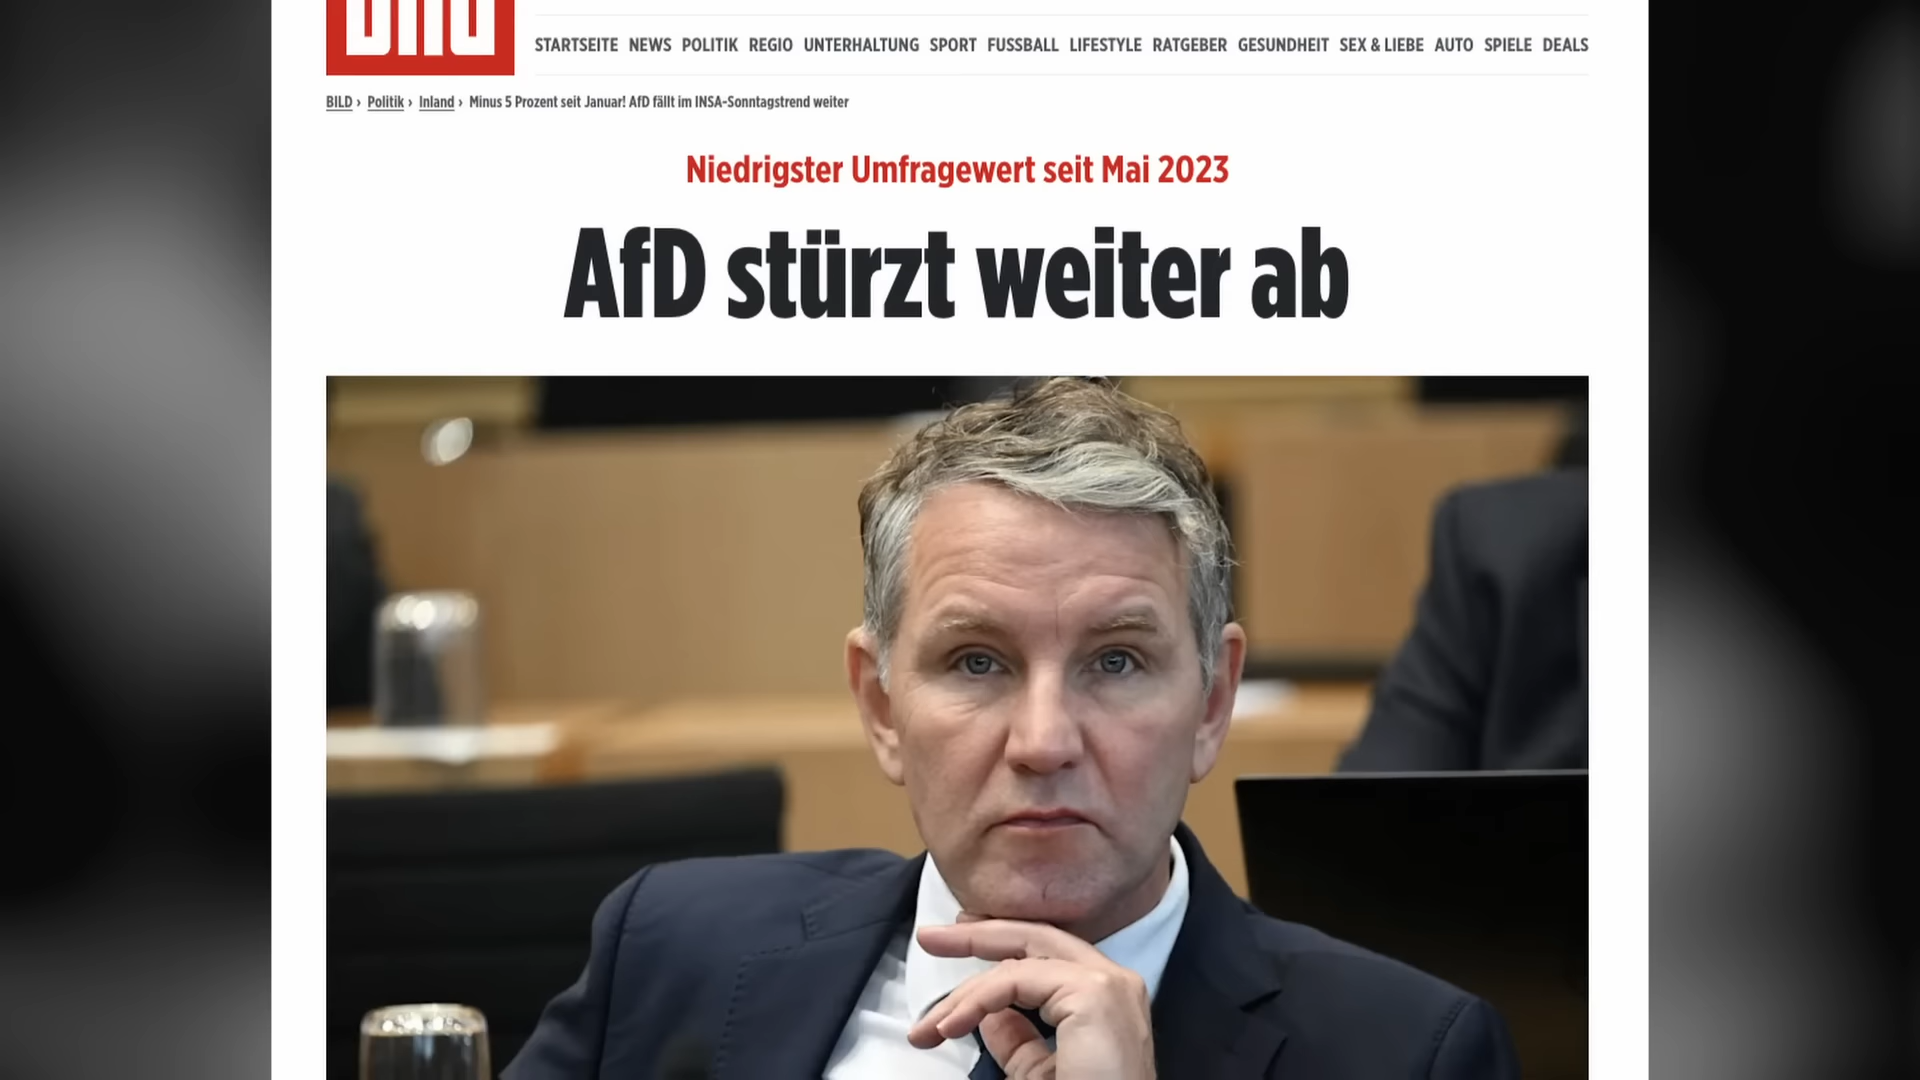 BILD
STARTSEITE NEWS POLITIK REGIO UNTERHALTUNG SPORT FUSSBALL LIFESTYLE RATGEBER GESUNDHEIT SEX & LIEBE AUTO SPIELE DEALS
BILD › Politik › Inland › Minus 5 Prozent seit Januar! AfD fällt im INSA-Sonntagstrend weiter
Niedrigster Umfragewert seit Mai 2023
AfD stürzt weiter ab